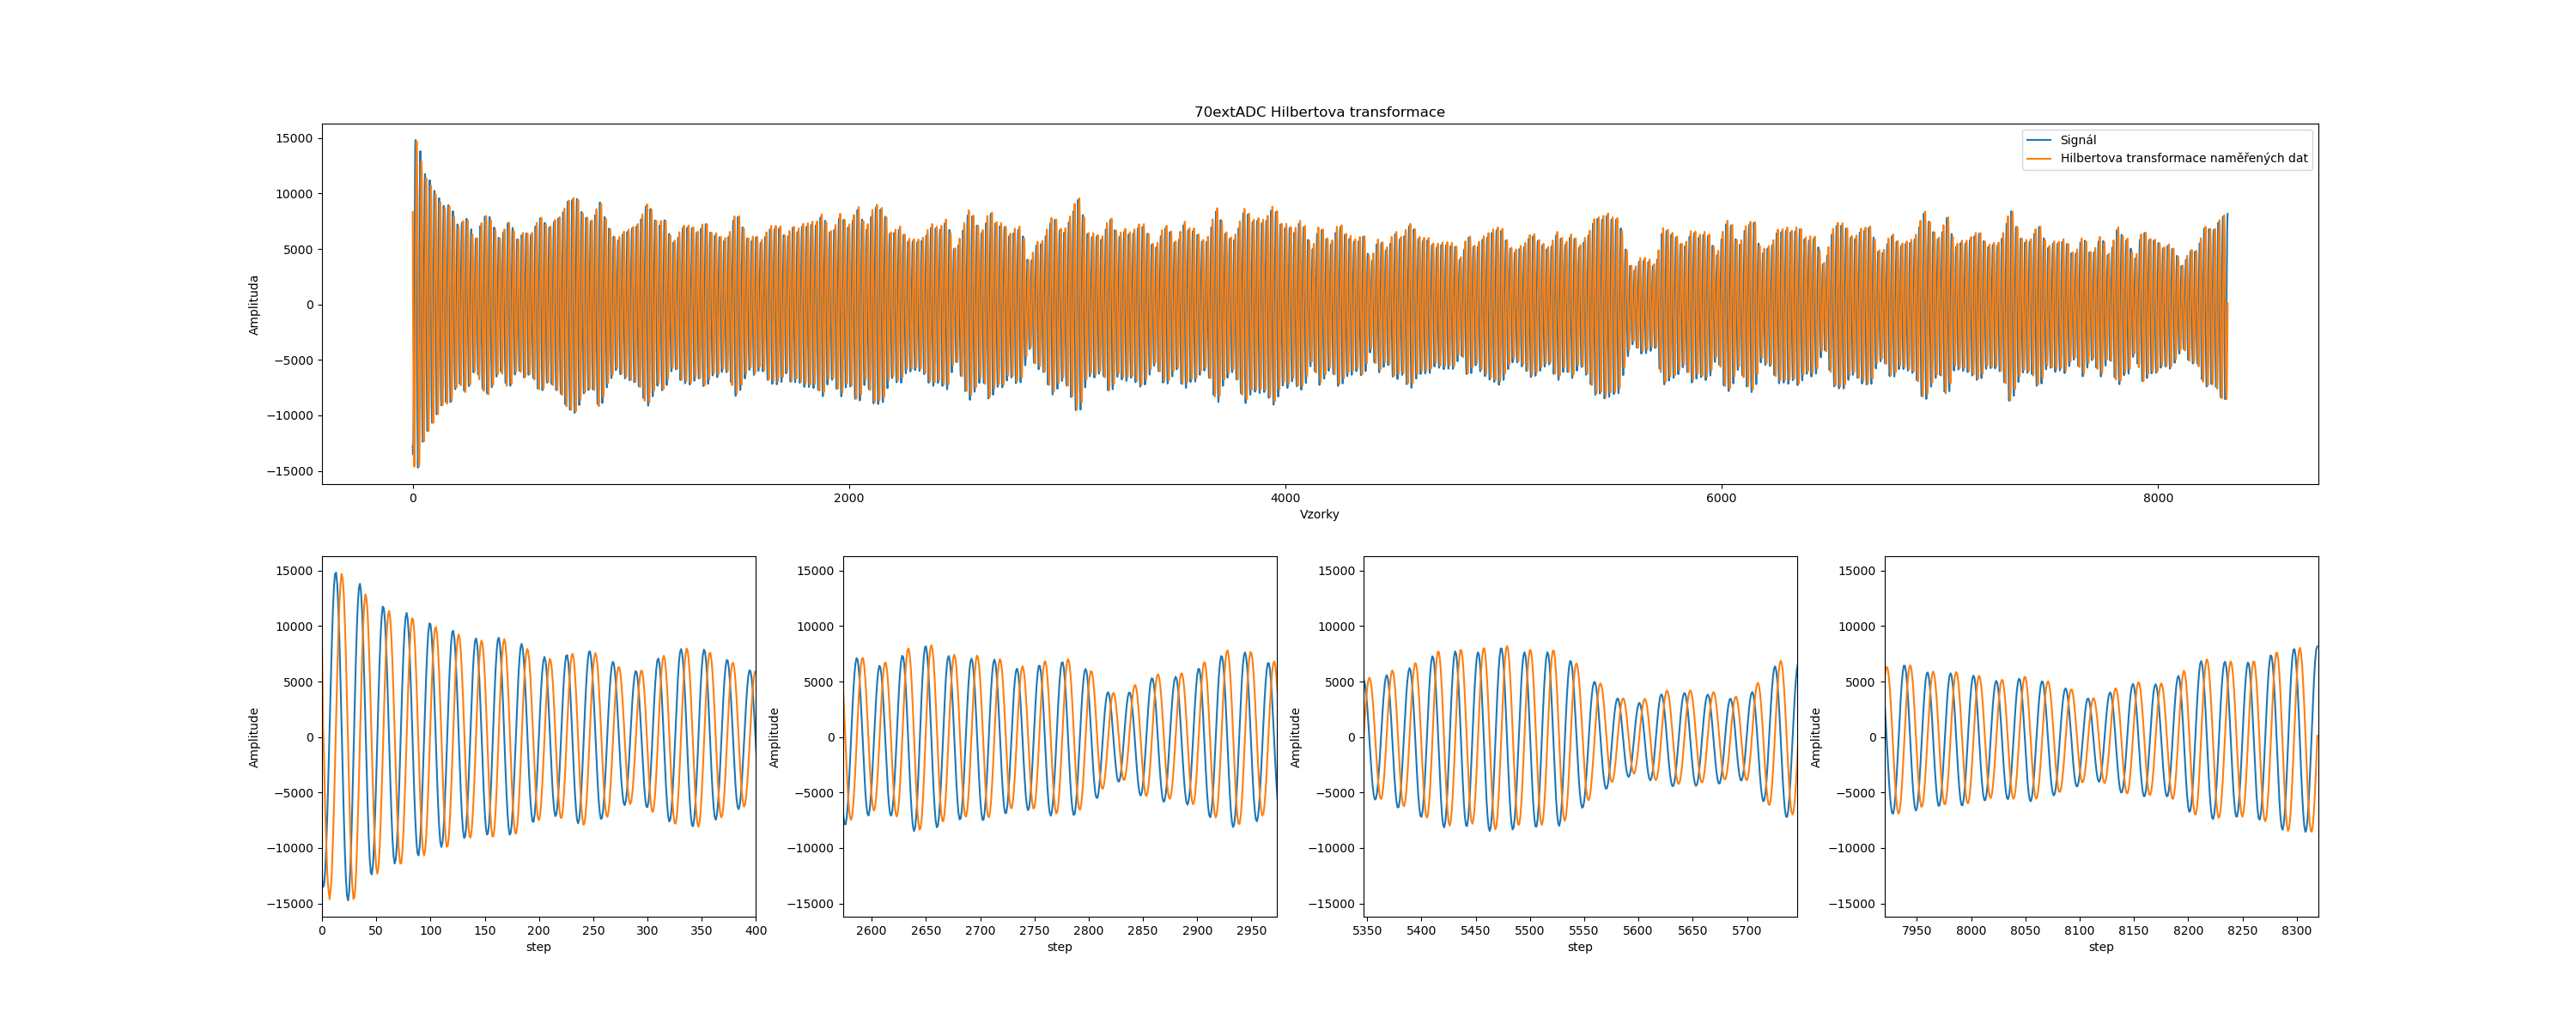 70extADC Hilbertova transformace
Signál
Hilbertova transformace naměřených dat
Amplituda
15000
10000
5000
0
−5000
−10000
−15000
0 2000 4000 6000 8000
Vzorky
Amplitude
15000
10000
5000
0
−5000
−10000
−15000
0 50 100 150 200 250 300 350 400
step
Amplitude
15000
10000
5000
0
−5000
−10000
−15000
2600 2650 2700 2750 2800 2850 2900 2950
step
Amplitude
15000
10000
5000
0
−5000
−10000
−15000
5350 5400 5450 5500 5550 5600 5650 5700
step
Amplitude
15000
10000
5000
0
−5000
−10000
−15000
7950 8000 8050 8100 8150 8200 8250 8300
step